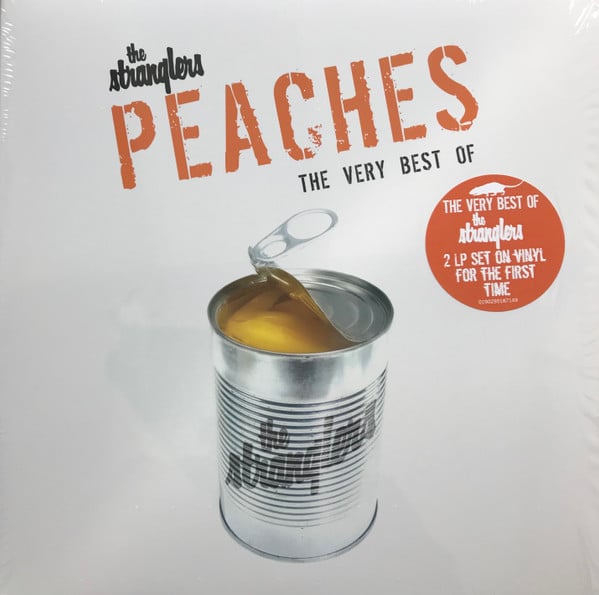 the
stranglers
PEACHES
THE VERY BEST OF
THE VERY BEST OF
the
stranglers
2 LP SET ON VINYL
FOR THE FIRST
TIME
0190295187149
the
stranglers